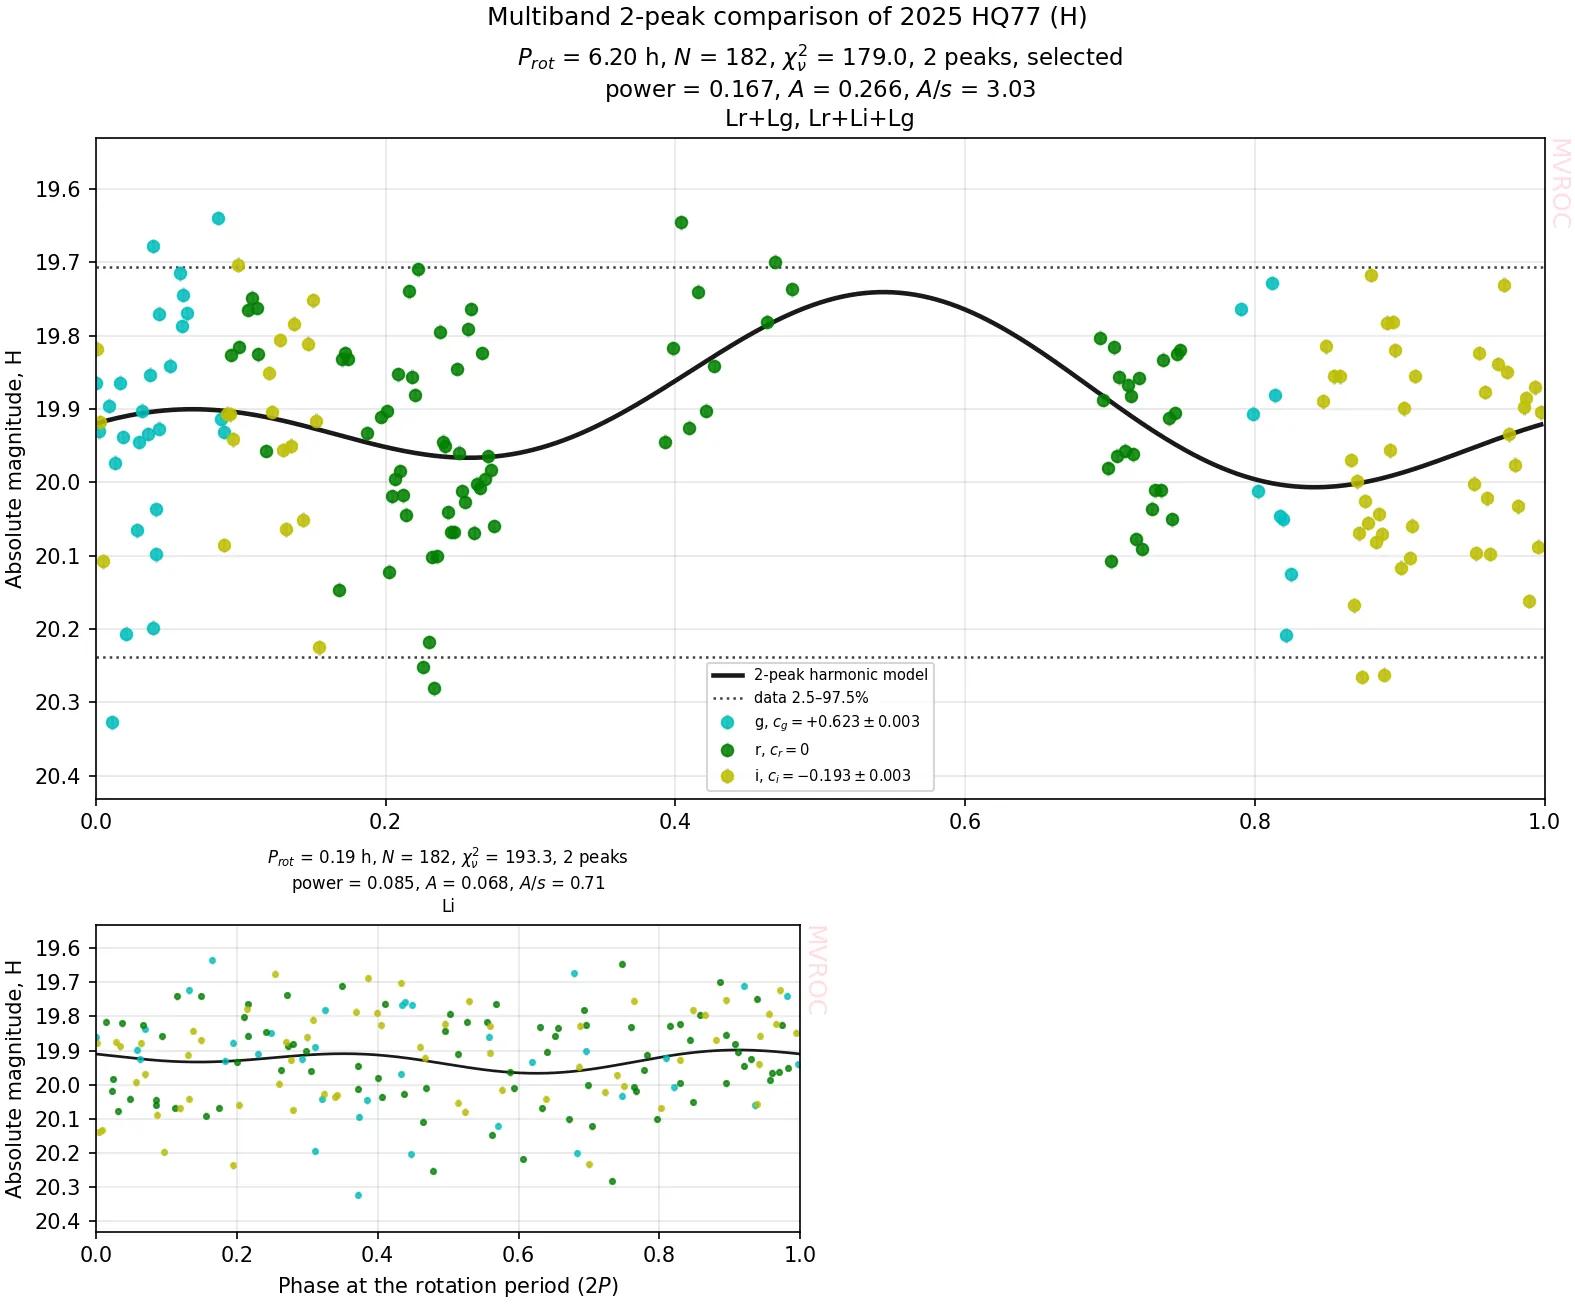 Multiband 2-peak comparison of 2025 HQ77 (H)
P_rot = 6.20 h, N = 182, χ²_ν = 179.0, 2 peaks, selected
power = 0.167, A = 0.266, A/s = 3.03
Lr+Lg, Lr+Li+Lg
MVROC
Absolute magnitude, H
19.6
19.7
19.8
19.9
20.0
20.1
20.2
20.3
20.4
2-peak harmonic model
data 2.5–97.5%
g, c_g = +0.623 ± 0.003
r, c_r = 0
i, c_i = −0.193 ± 0.003
0.0 0.2 0.4 0.6 0.8 1.0
P_rot = 0.19 h, N = 182, χ²_ν = 193.3, 2 peaks
power = 0.085, A = 0.068, A/s = 0.71
Li
MVROC
Absolute magnitude, H
19.6
19.7
19.8
19.9
20.0
20.1
20.2
20.3
20.4
0.0 0.2 0.4 0.6 0.8 1.0
Phase at the rotation period (2P)